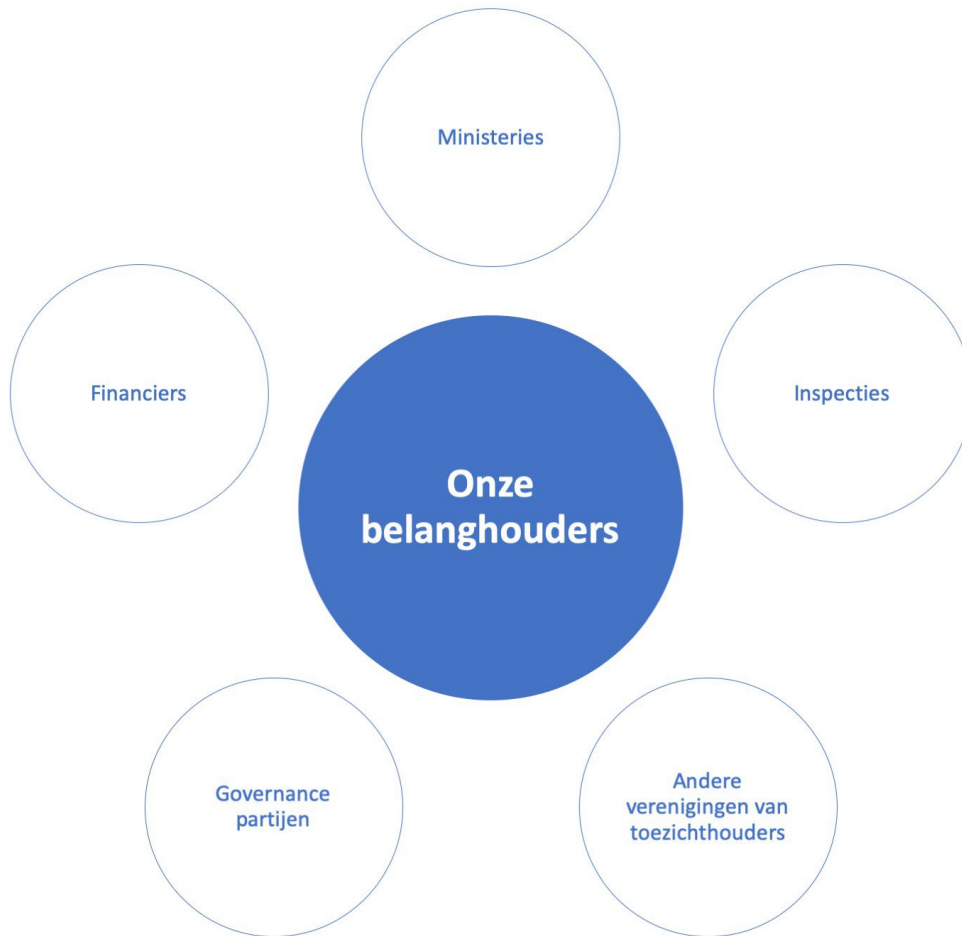 Ministeries
Financiers
Inspecties
Onze
belanghouders
Governance
partijen
Andere
verenigingen van
toezichthouders